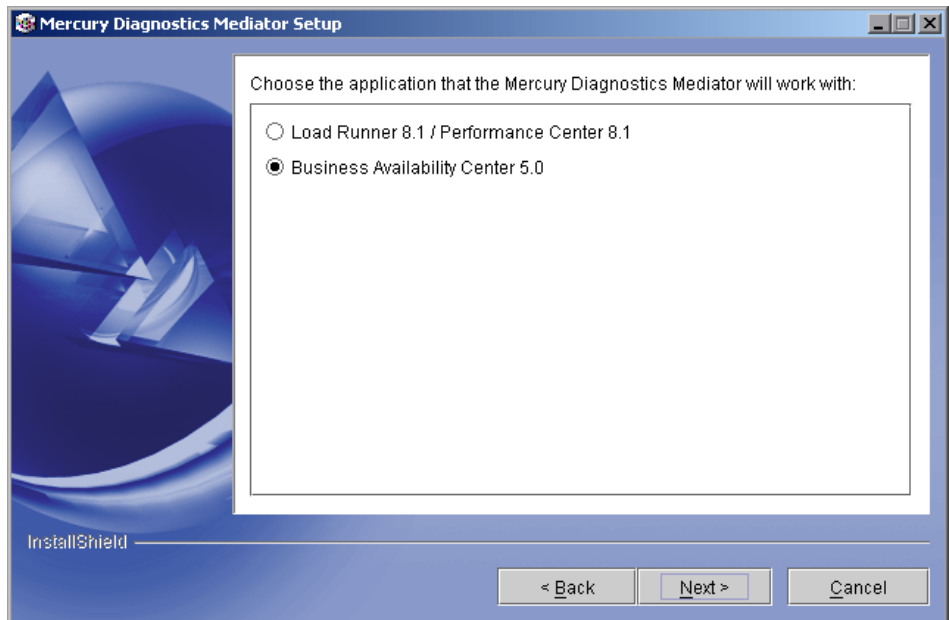 Mercury Diagnostics Mediator Setup
Choose the application that the Mercury Diagnostics Mediator will work with:
Load Runner 8.1 / Performance Center 8.1
Business Availability Center 5.0
InstallShield
< Back
Next >
Cancel